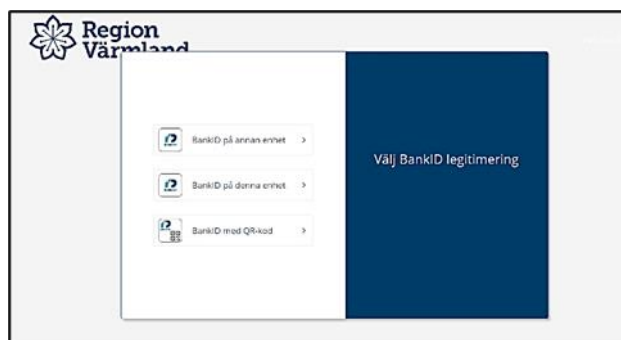 Region
Värmland
BankID på annan enhet
BankID på denna enhet
BankID med QR-kod
Välj BankID legitimering